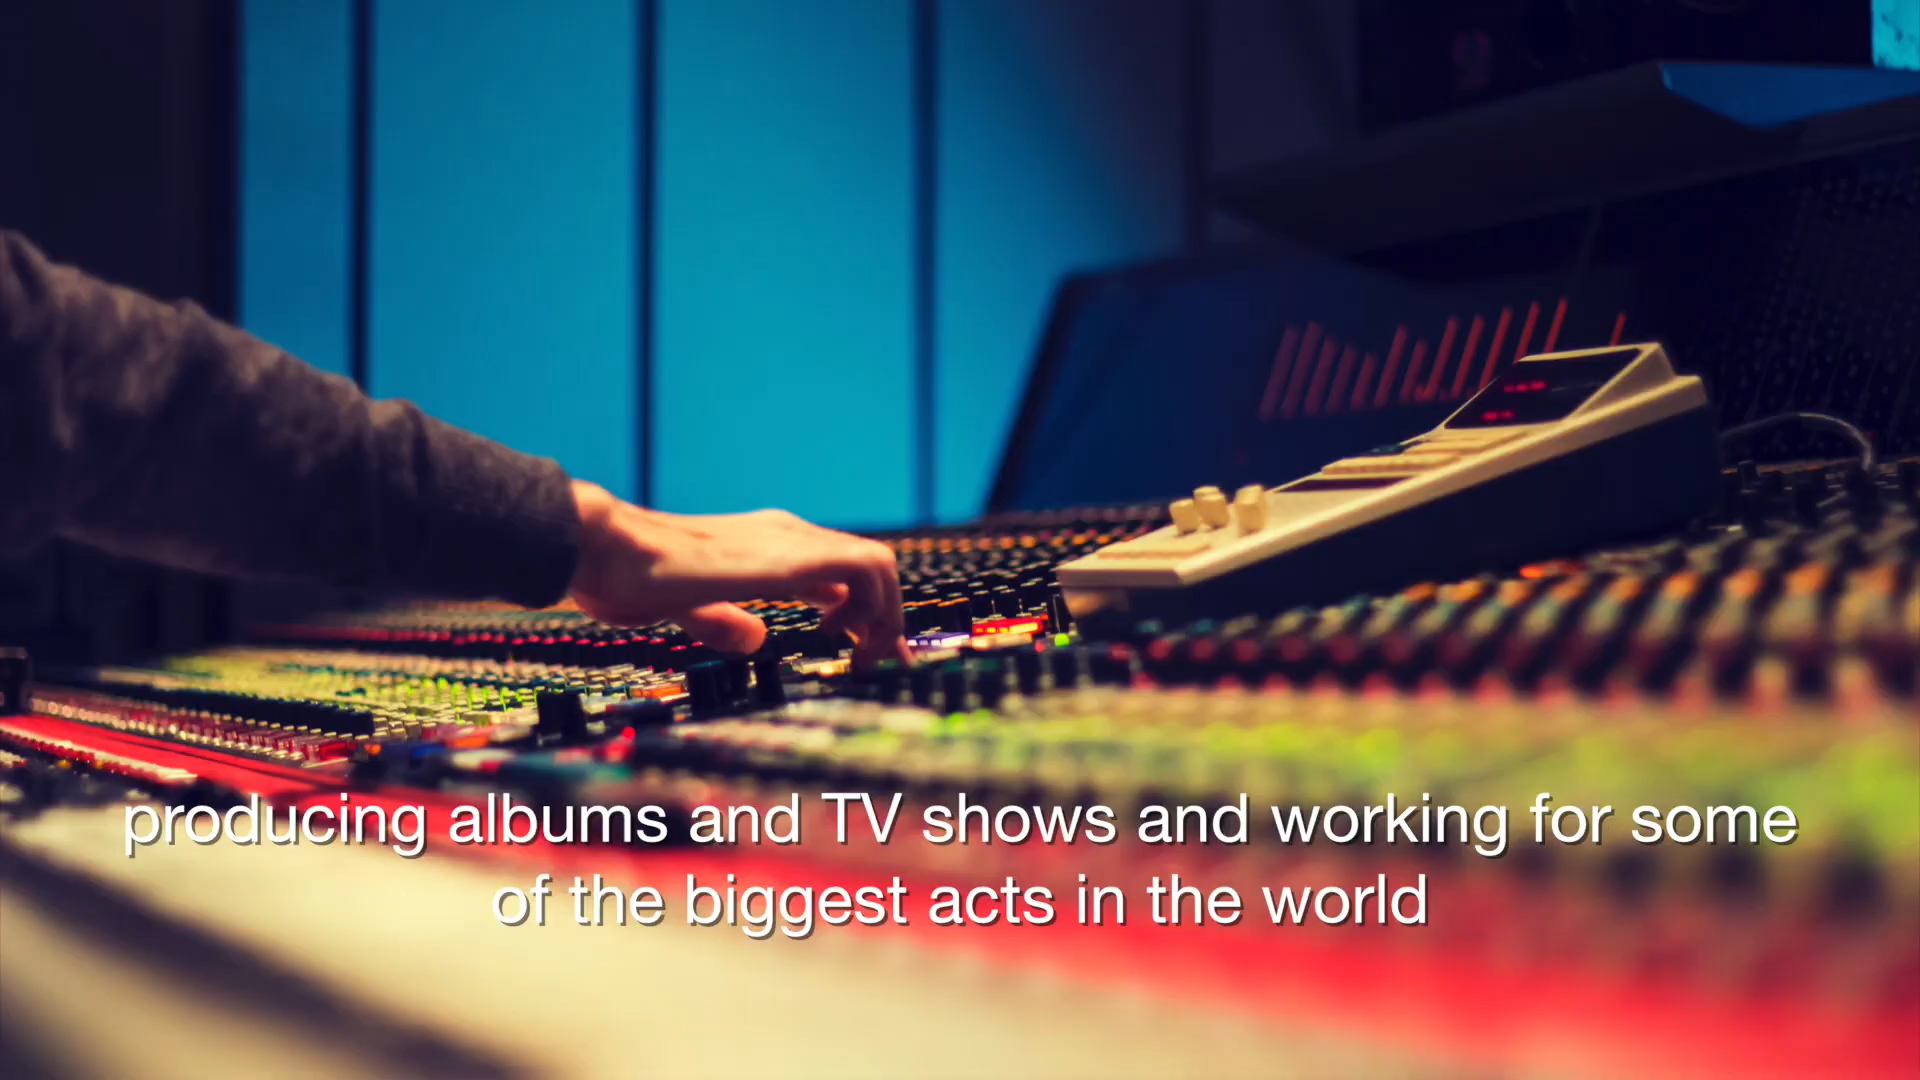 producing albums and TV shows and working for some
of the biggest acts in the world